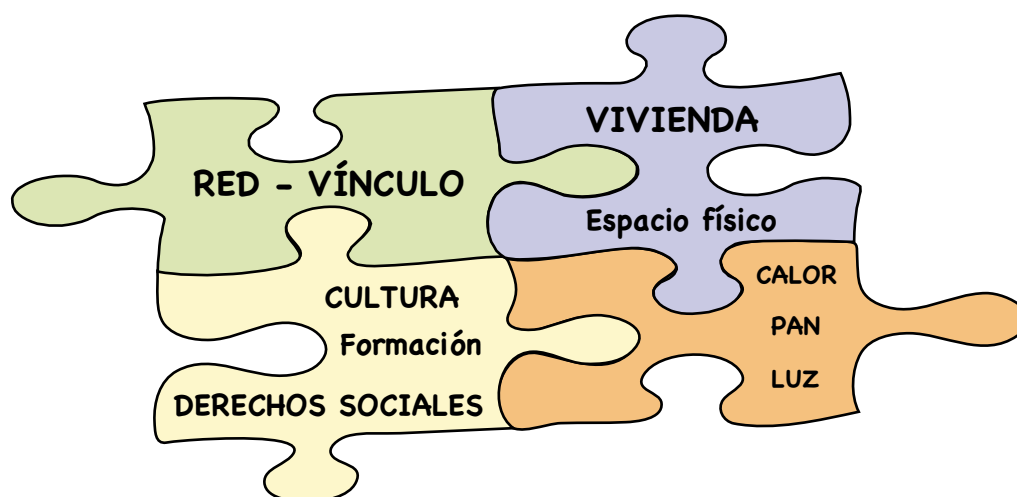 RED - VÍNCULO
VIVIENDA
Espacio físico
CULTURA
Formación
DERECHOS SOCIALES
CALOR
PAN
LUZ